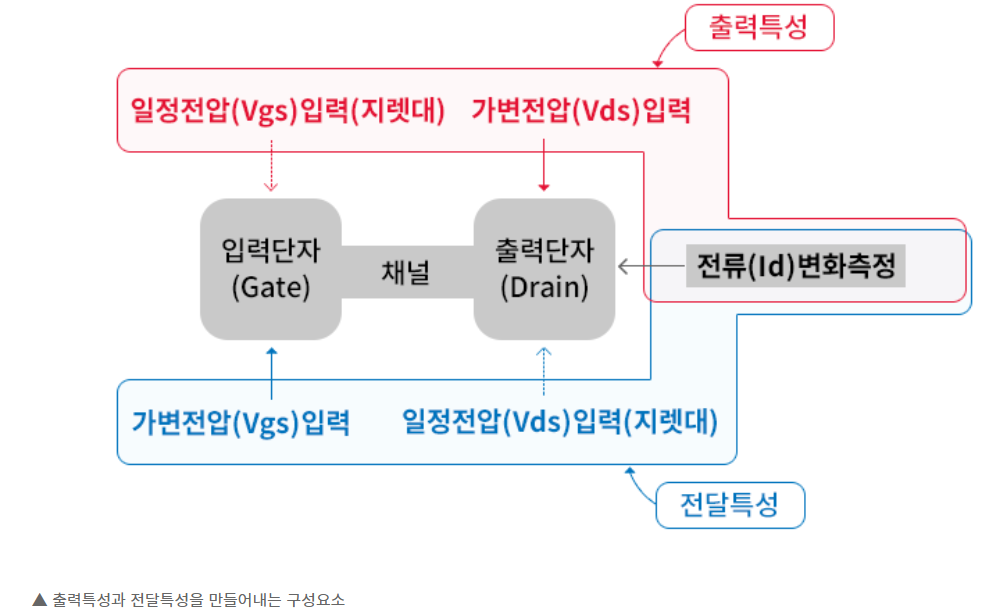 출력특성
일정전압(Vgs)입력(지렛대) 가변전압(Vds)입력
입력단자
(Gate)
채널
출력단자
(Drain)
전류(Id)변화측정
가변전압(Vgs)입력 일정전압(Vds)입력(지렛대)
전달특성
▲ 출력특성과 전달특성을 만들어내는 구성요소